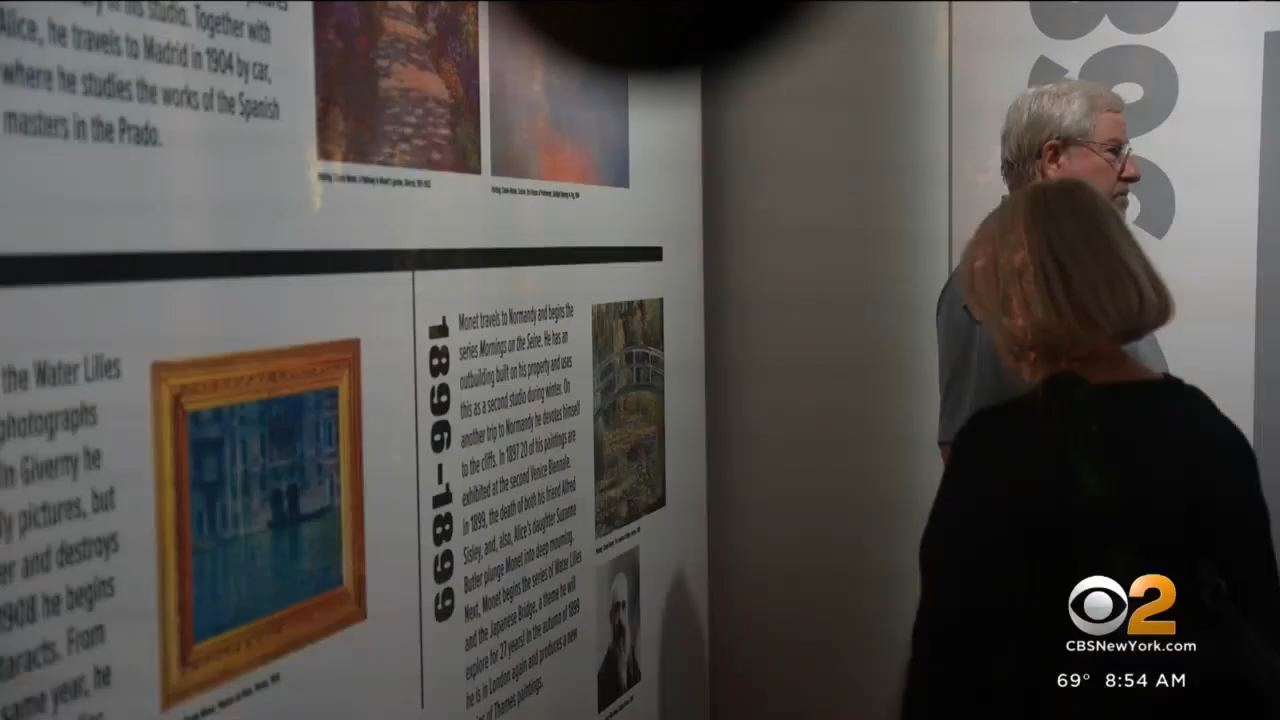 in his studio. Together with
Alice, he travels to Madrid in 1904 by car,
where he studies the works of the Spanish
masters in the Prado.
the Water Lilies
photographs
in Giverny he
pictures, but
er and destroys
1908 he begins
From
same year, he
1896-1899
Monet travels to Normandy and begins the
series Mornings on the Seine. He has an
outbuilding built on his property and uses
this as a second studio during winter. On
another trip to Normandy he devotes himself
to the cliffs. In 1897 20 of his paintings are
exhibited at the second Venice Biennale.
In 1899, the death of both his friend Alfred
Sisley, and, also, Alice's daughter Suzanne
Butler plunge Monet into deep mourning.
Next, Monet begins the series of Water Lilies
and the Japanese Bridge, a theme he will
explore for 27 years! In the autumn of 1899
he is in London again and produces a new
of Thames paintings.
2
CBSNewYork.com
69° 8:54 AM